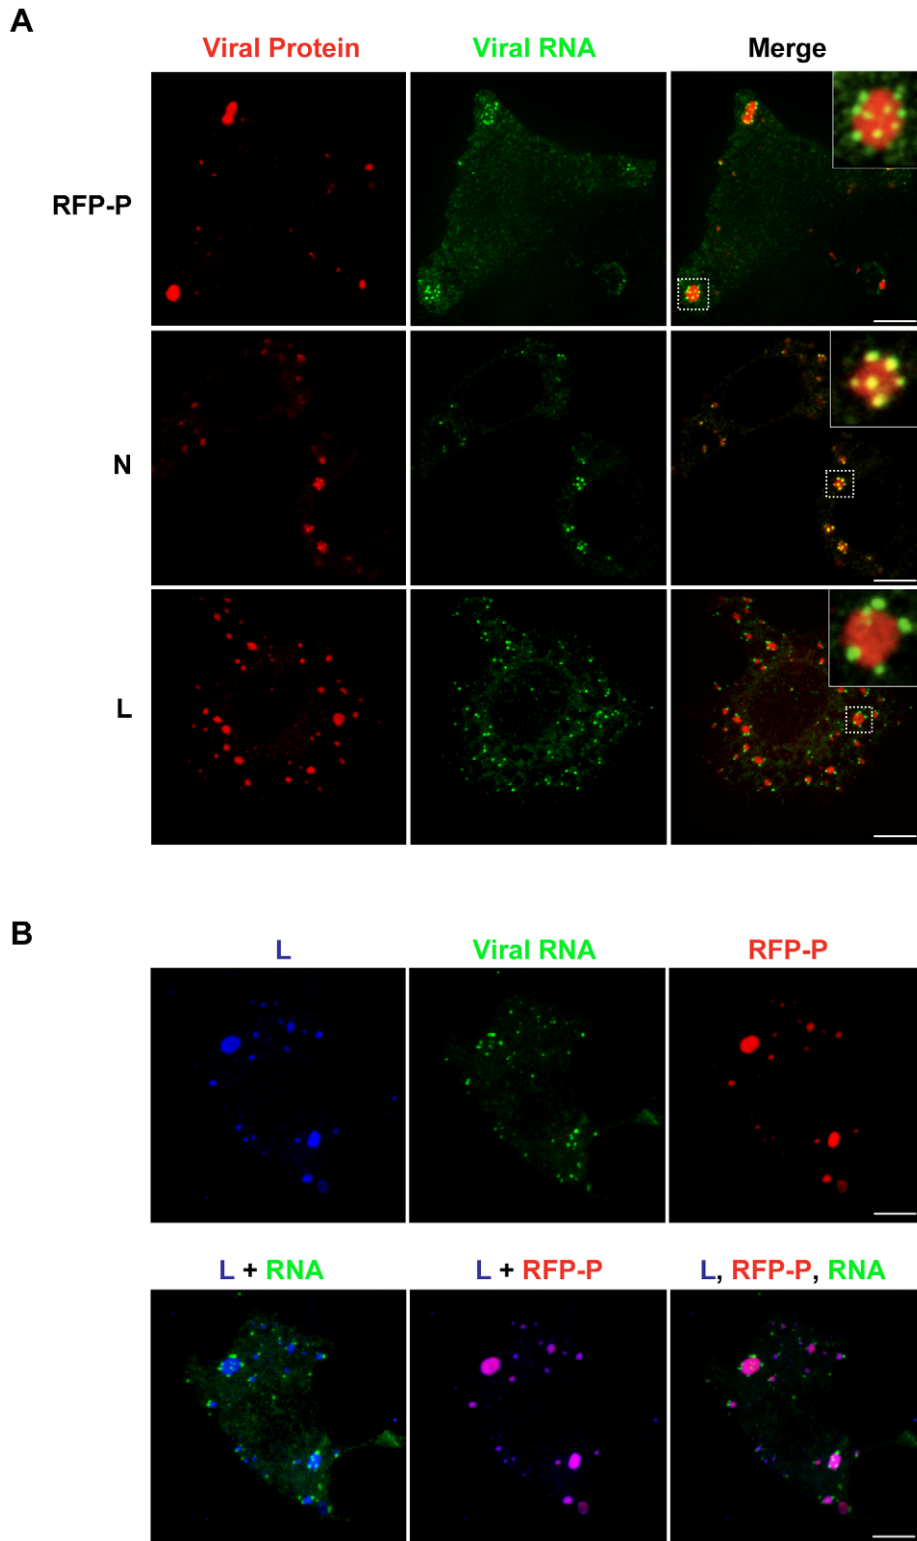 A
Viral Protein Viral RNA Merge
RFP-P
N
L
B
L Viral RNA RFP-P
L + RNA L + RFP-P L, RFP-P, RNA